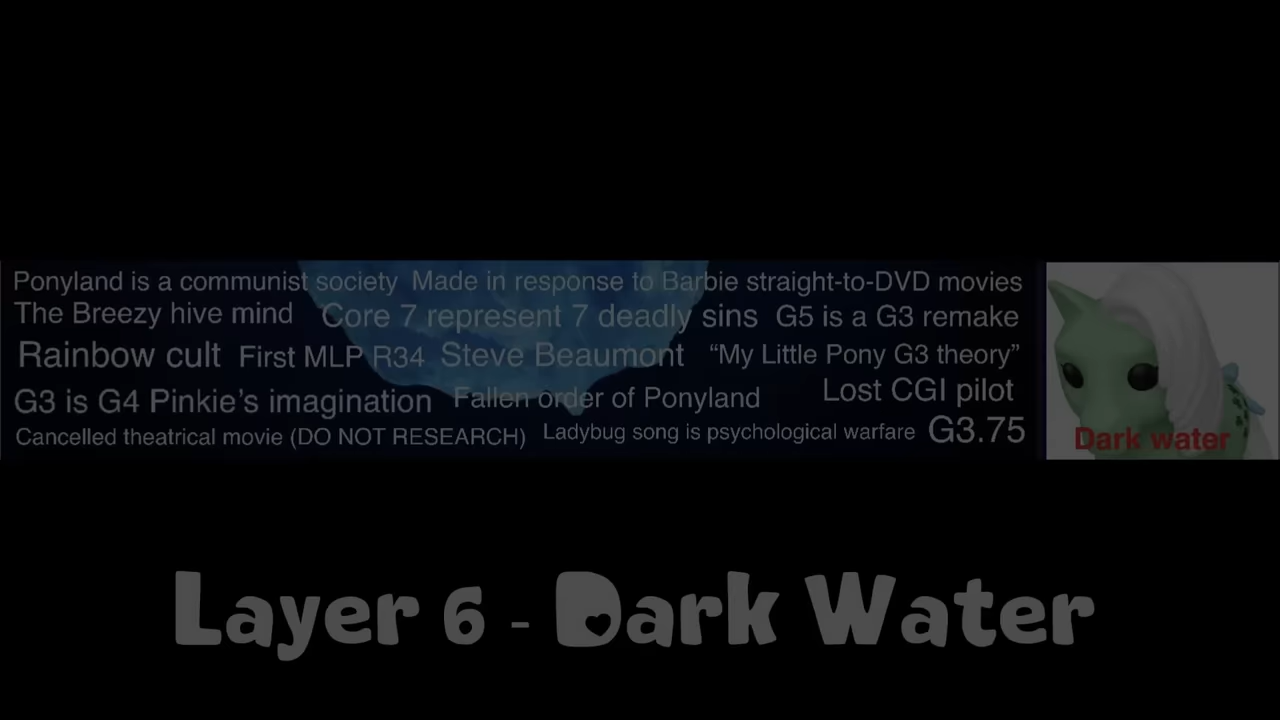 Ponyland is a communist society Made in response to Barbie straight-to-DVD movies
The Breezy hive mind Core 7 represent 7 deadly sins G5 is a G3 remake
Rainbow cult First MLP R34 Steve Beaumont “My Little Pony G3 theory”
G3 is G4 Pinkie’s imagination Fallen order of Ponyland Lost CGI pilot
Cancelled theatrical movie (DO NOT RESEARCH) Ladybug song is psychological warfare G3.75
Dark water
Layer 6 - Dark Water